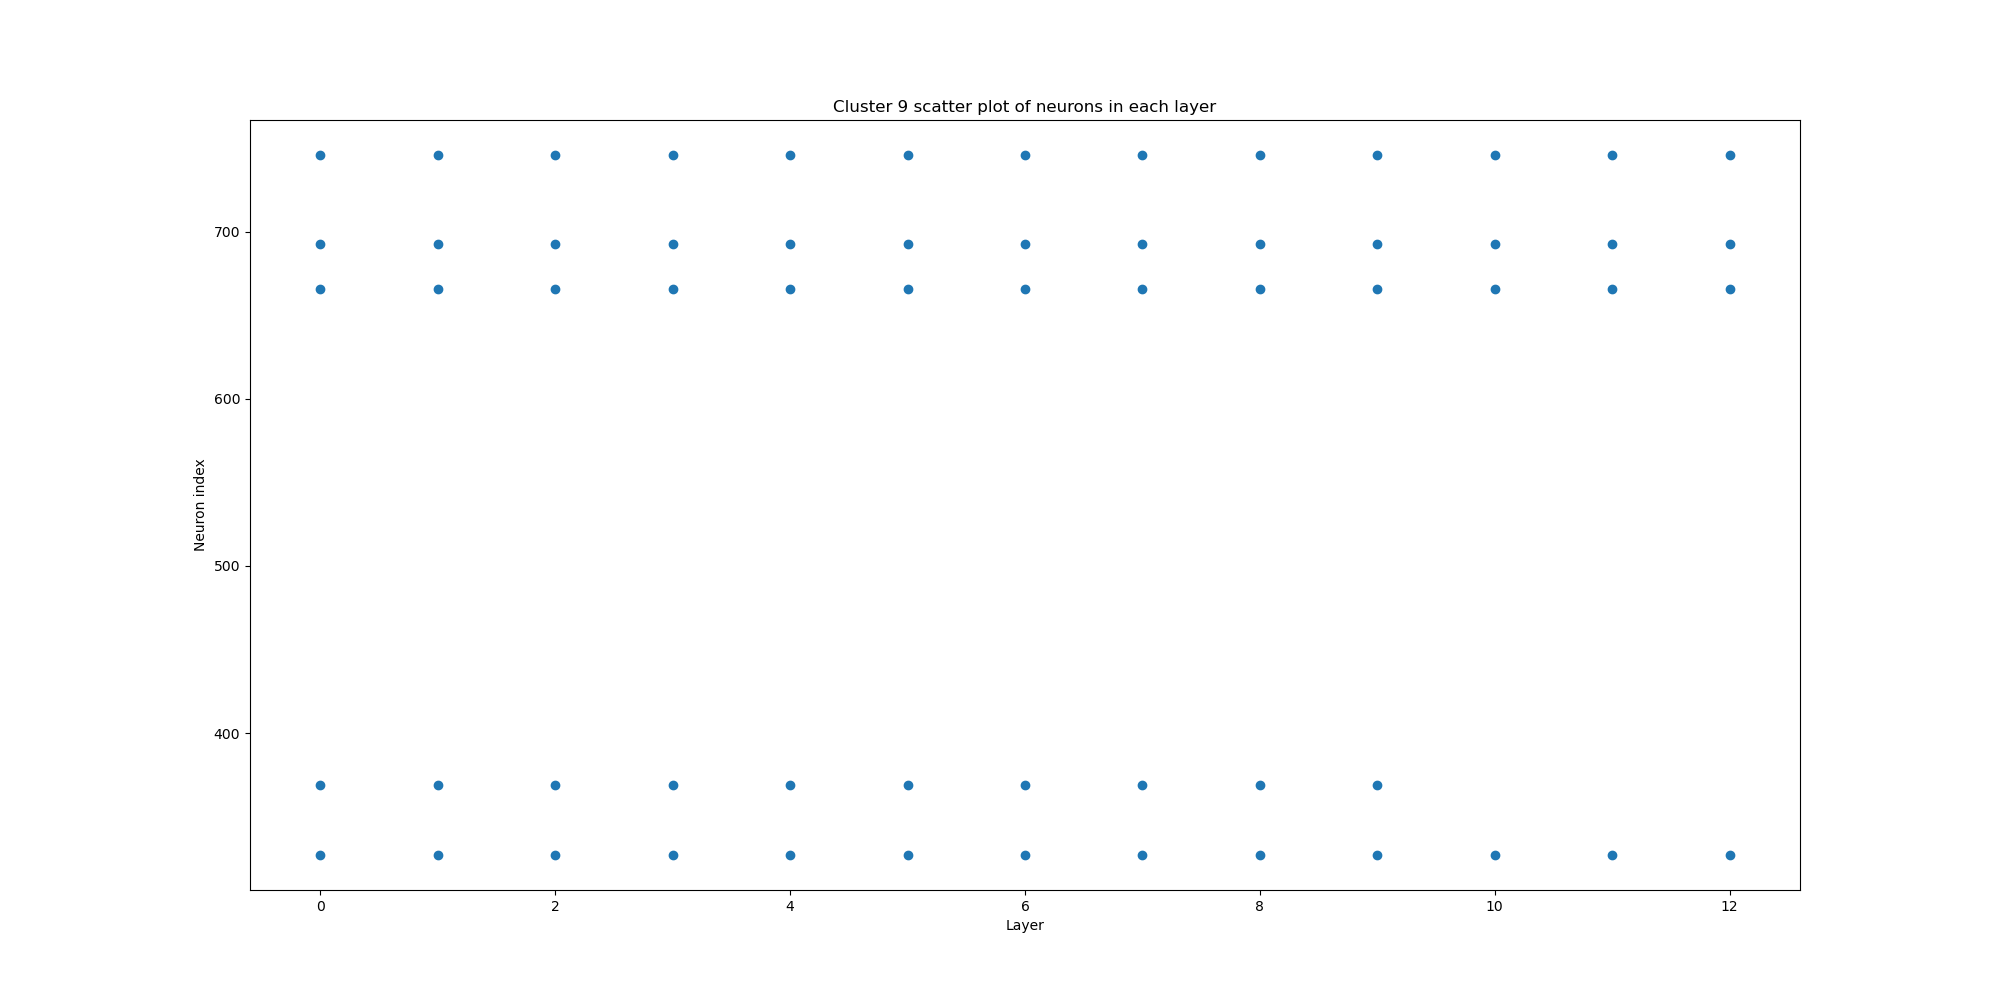 Cluster 9 scatter plot of neurons in each layer
700
600
500
400
Neuron index
0 2 4 6 8 10 12
Layer